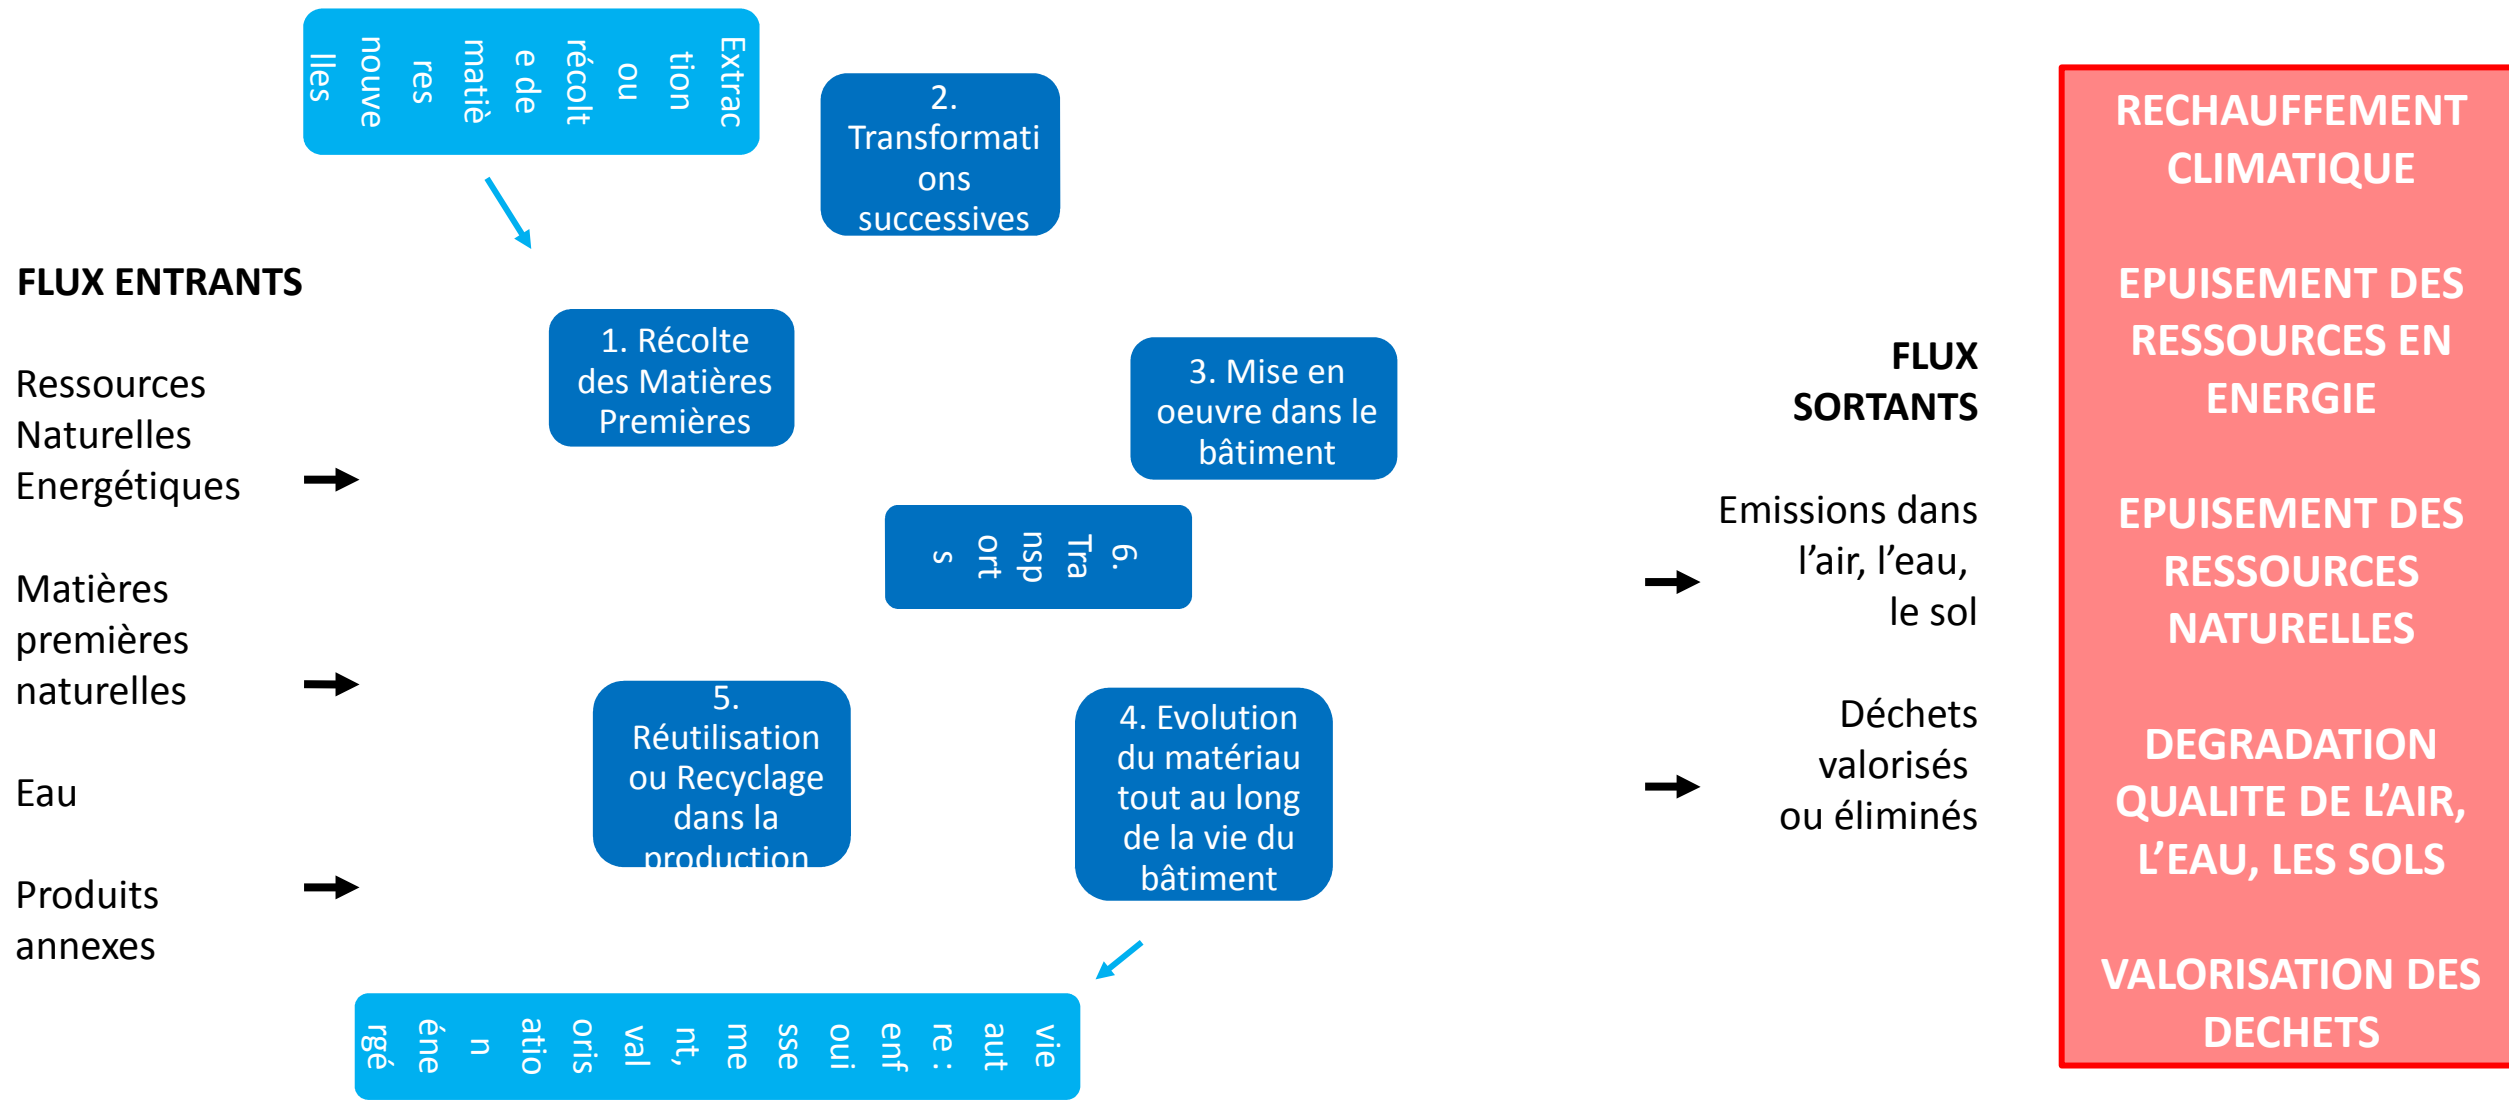 Extrac
tion
ou
récolt
e de
matiè
res
nouve
lles
2.
Transformati
ons
successives
FLUX ENTRANTS
Ressources
Naturelles
Energétiques
Matières
premières
naturelles
Eau
Produits
annexes
1. Récolte
des Matières
Premières
3. Mise en
oeuvre dans le
bâtiment
6.
Tra
nsp
ort
s
5.
Réutilisation
ou Recyclage
dans la
production
4. Evolution
du matériau
tout au long
de la vie du
bâtiment
vie
aut
re :
enf
oui
sse
me
nt,
val
oris
atio
n
éne
rgé
FLUX
SORTANTS
Emissions dans
l’air, l’eau,
le sol
Déchets
valorisés
ou éliminés
RECHAUFFEMENT
CLIMATIQUE
EPUISEMENT DES
RESSOURCES EN
ENERGIE
EPUISEMENT DES
RESSOURCES
NATURELLES
DEGRADATION
QUALITE DE L’AIR,
L’EAU, LES SOLS
VALORISATION DES
DECHETS